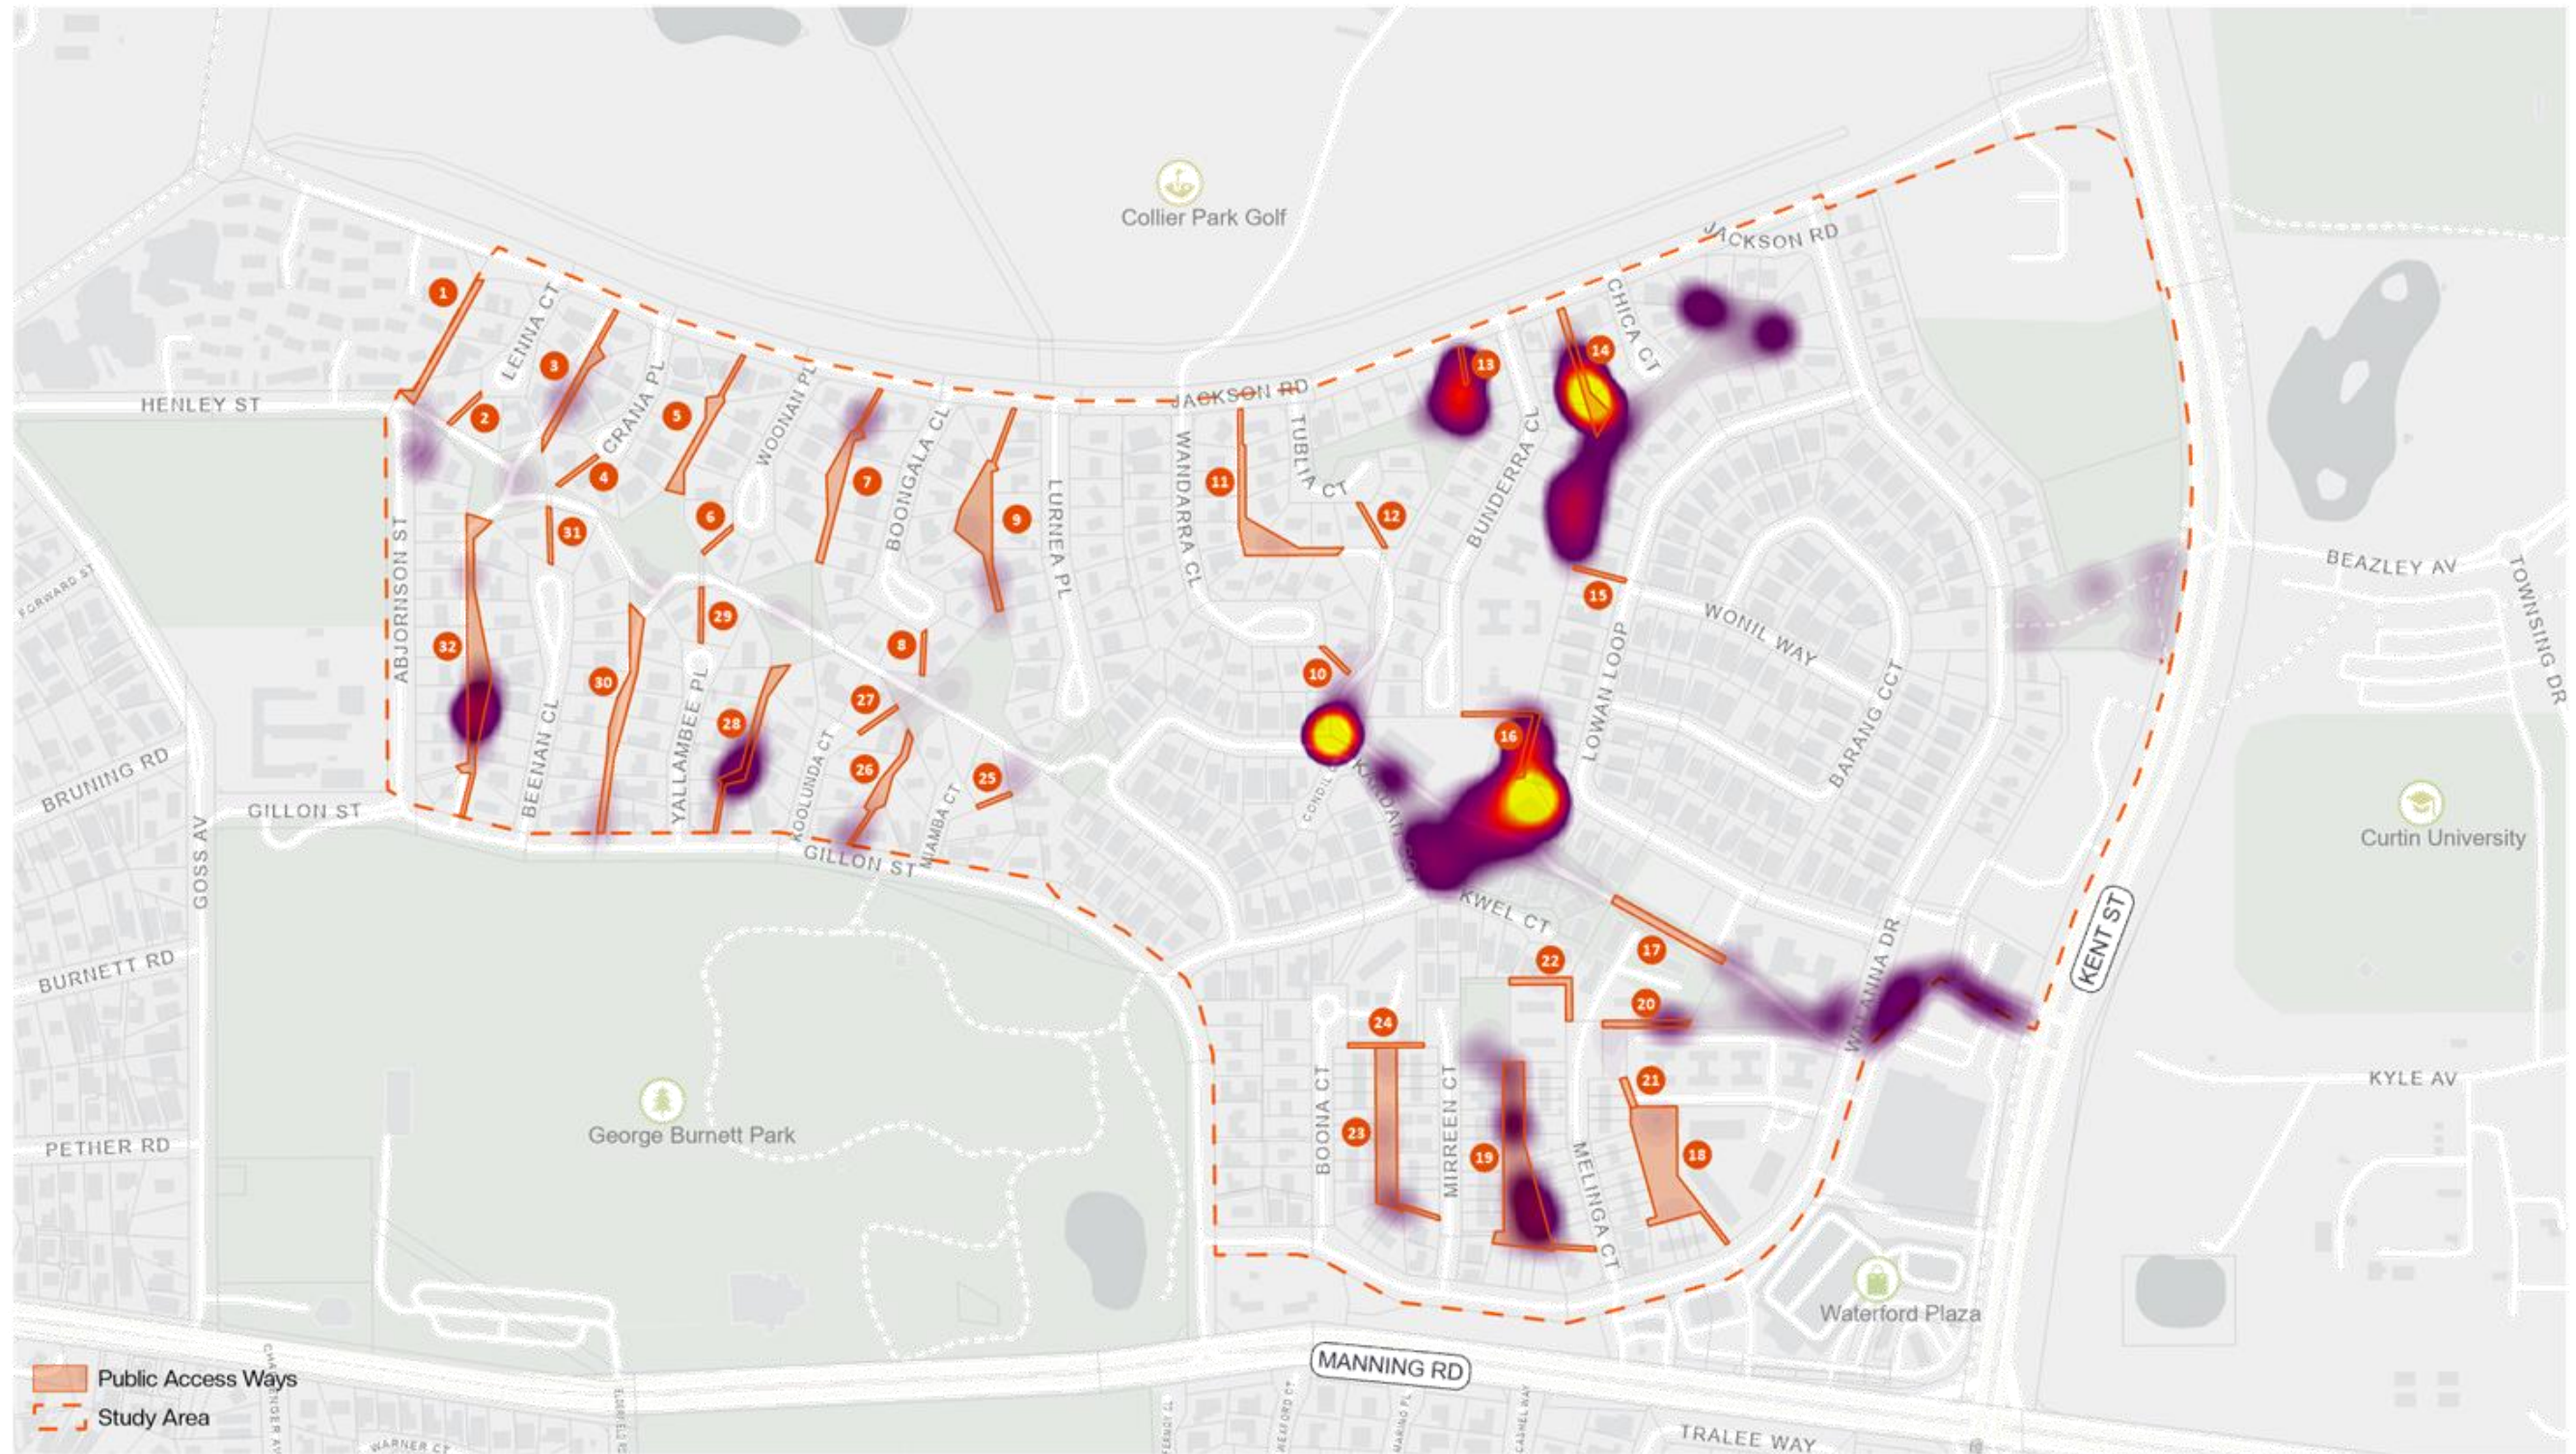 Collier Park Golf
JACKSON RD
1
LENNA CT
CHICA CT
14
3
13
CRANA PL
WOONAN PL
JACKSON RD
HENLEY ST
2
5
BOONGALA CL
TUBLIA CT
WANDARRA CL
BUNDERRA CL
4
7
11
LURNEA PL
6
9
12
31
ABJORNSON ST
BEAZLEY AV
TOWNSING DR
FORWARD ST
29
15
WONIL WAY
32
8
LOWAN LOOP
30
10
BARANG CCT
YALLAMBEE PL
27
28
16
BEENAN CL
KOOLUNDA CT
26
25
BRUNING RD
MIAMBA CT
GILLON ST
GOSS AV
GILLON ST
Curtin University
KWEL CT
KENT ST
17
22
BURNETT RD
WALANNA DR
20
24
KYLE AV
21
BOONA CT
MIRREEN CT
George Burnett Park
23
19
18
PETHER RD
MELINGA CT
Waterford Plaza
MANNING RD
Public Access Ways
Study Area
WARNER CT
CASHEL WAY
TRALEE WAY